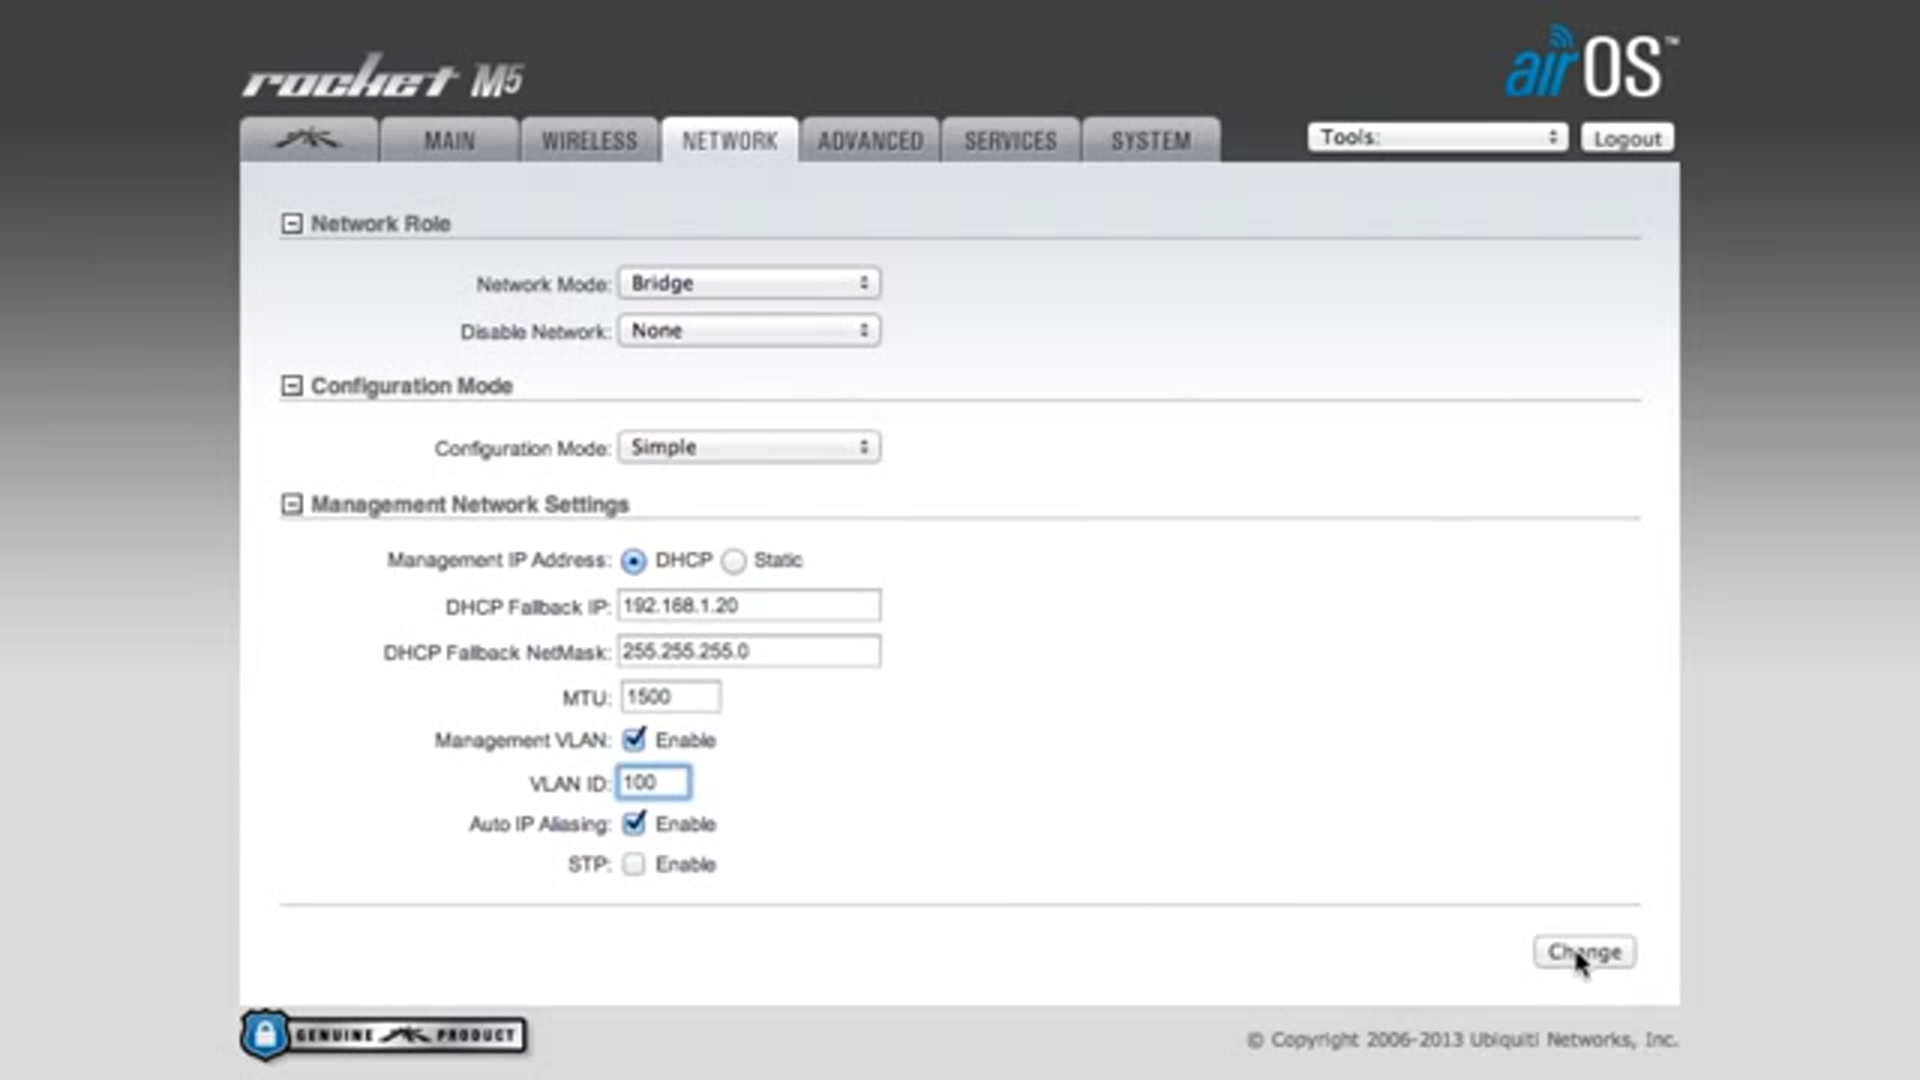 rocket M5
airOS™
MAIN WIRELESS NETWORK ADVANCED SERVICES SYSTEM Tools: Logout
Network Role
Network Mode: Bridge
Disable Network: None
Configuration Mode
Configuration Mode: Simple
Management Network Settings
Management IP Address: DHCP Static
DHCP Fallback IP: 192.168.1.20
DHCP Fallback NetMask: 255.255.255.0
MTU: 1500
Management VLAN: Enable
VLAN ID: 100
Auto IP Aliasing: Enable
STP: Enable
Change
GENUINE PRODUCT
© Copyright 2006-2013 Ubiquiti Networks, Inc.